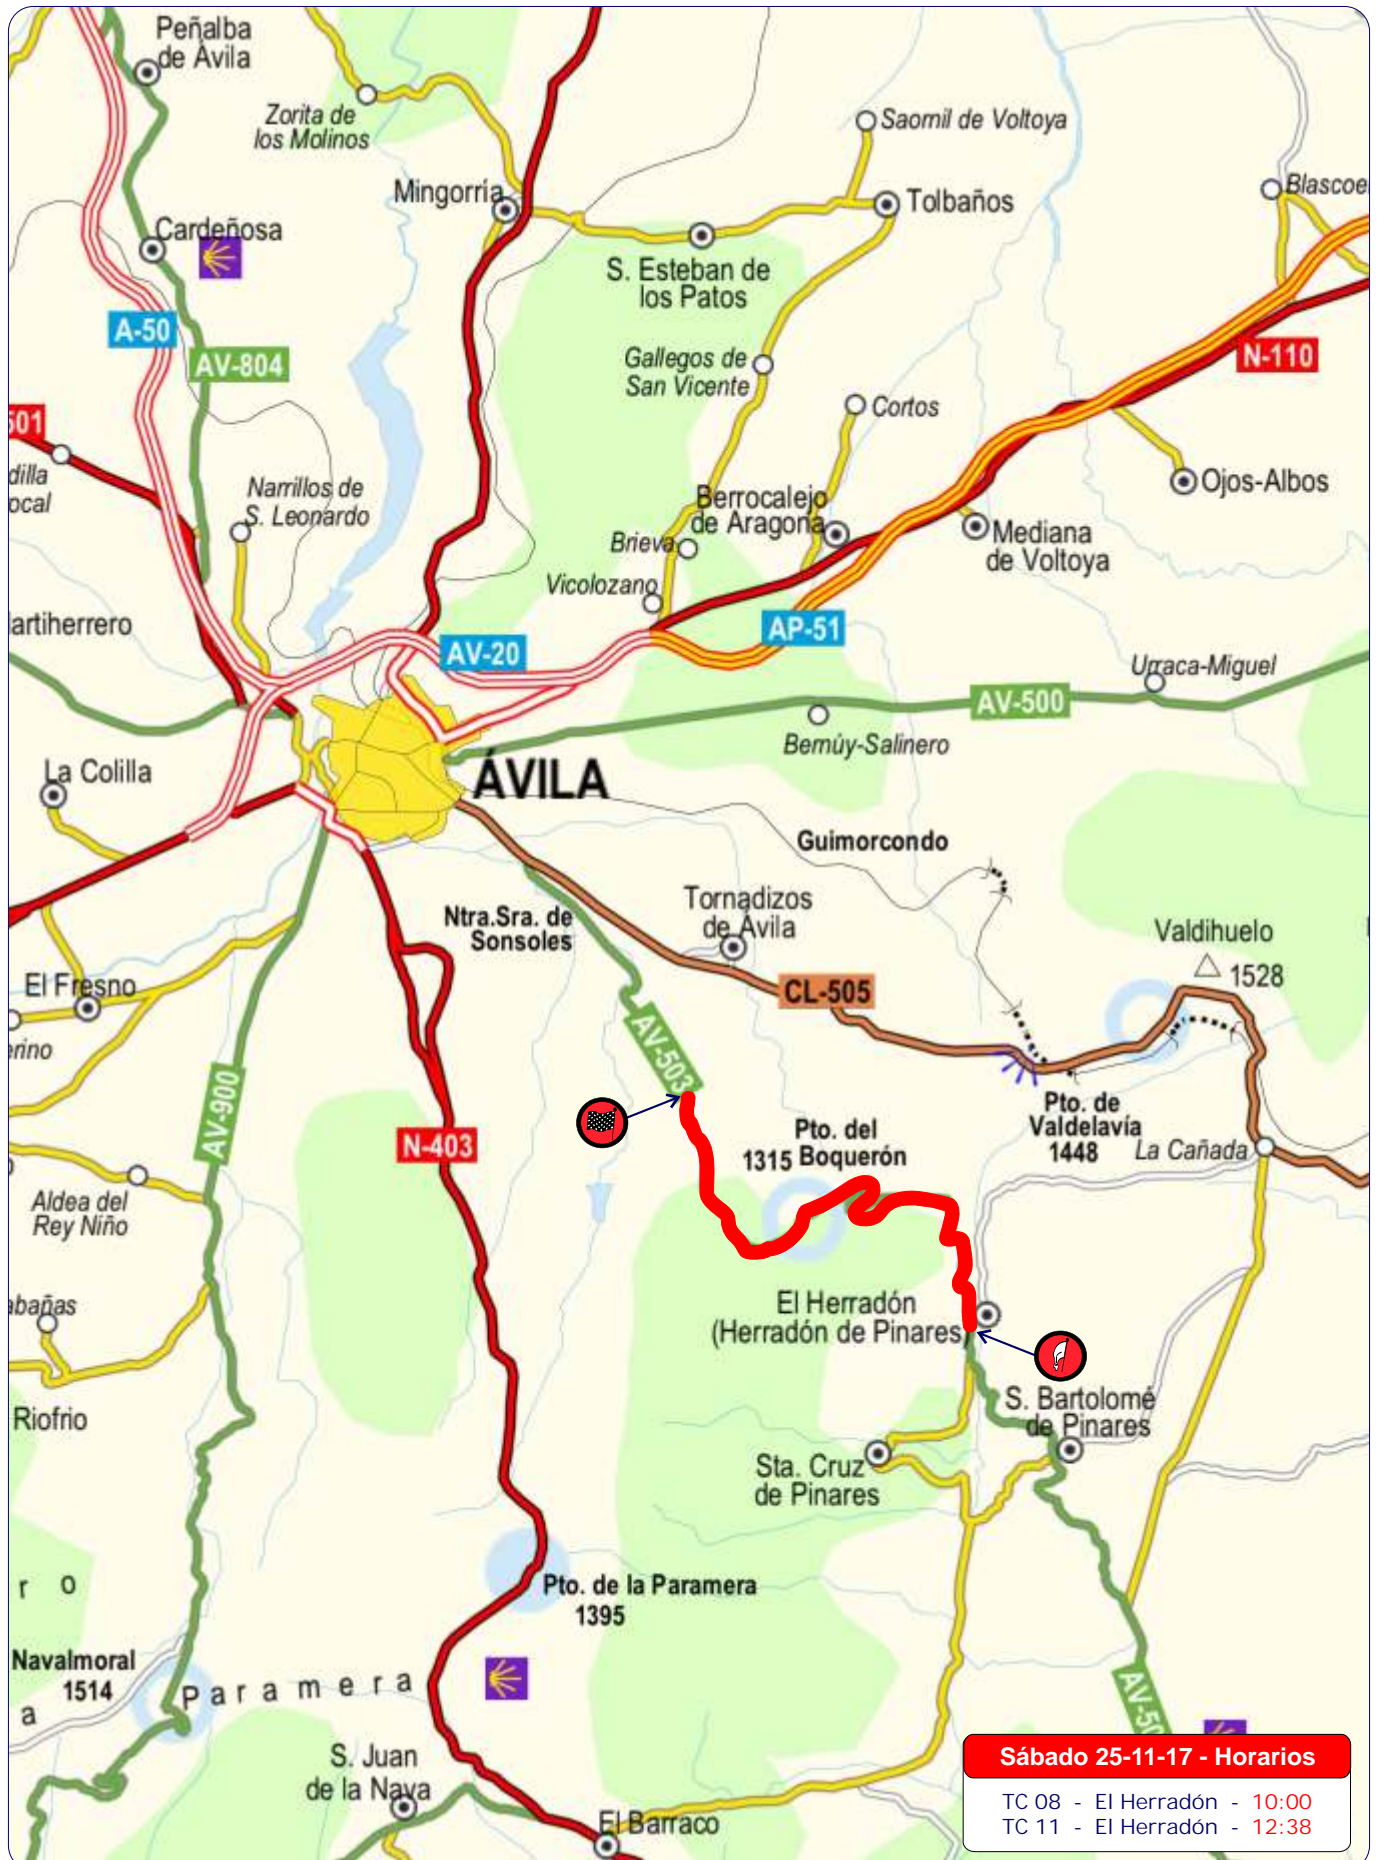 Peñalba
de Ávila
Zorita de
los Molinos
Saornil de Voltoya
Mingorría
Tolbaños
Cardeñosa
S. Esteban de
los Patos
A-50
AV-804
N-110
Gallegos de
San Vicente
Cortos
501
Ojos-Albos
Narrillos de
S. Leonardo
Berrocalejo
de Aragona
Mediana
de Voltoya
Brieva
Vicolozano
artiherrero
AP-51
AV-20
Urraca-Miguel
AV-500
Bernúy-Salinero
La Colilla
ÁVILA
Guimorcondo
Tornadizos
de Ávila
Ntra.Sra. de
Sonsoles
Valdihuelo
1528
El Fresno
CL-505
erino
AV-503
AV-900
N-403
Pto. de
Valdelavía
1448
Pto. del
1315 Boquerón
La Cañada
Aldea del
Rey Niño
El Herradón
(Herradón de Pinares)
abañas
Riofrio
S. Bartolomé
de Pinares
Sta. Cruz
de Pinares
r o
Pto. de la Paramera
1395
Navalmoral
1514
a
Paramera
AV-50
S. Juan
de la Nava
El Barraco
Sábado 25-11-17 - Horarios
TC 08 - El Herradón - 10:00
TC 11 - El Herradón - 12:38